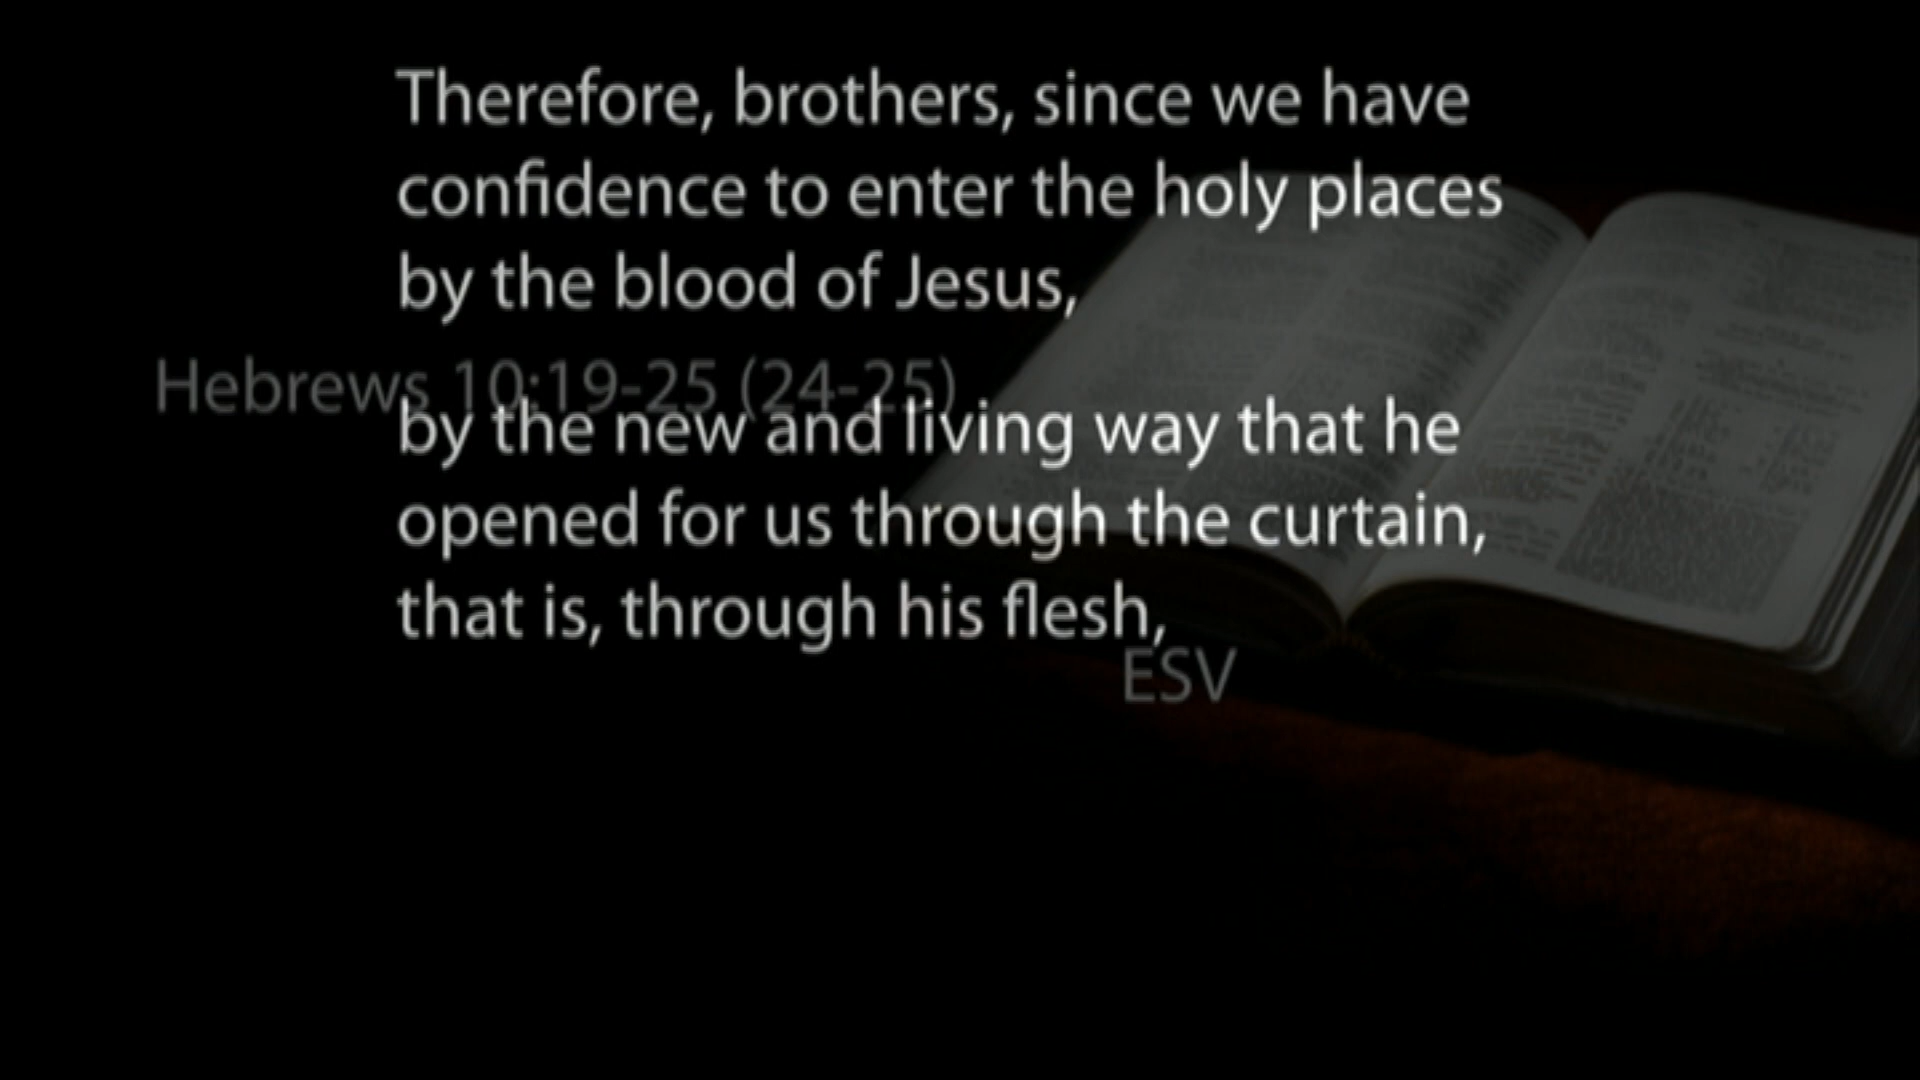 Therefore, brothers, since we have
confidence to enter the holy places
by the blood of Jesus,
Hebrews 10:19-25 (24-25)
by the new and living way that he
opened for us through the curtain,
that is, through his flesh,
ESV